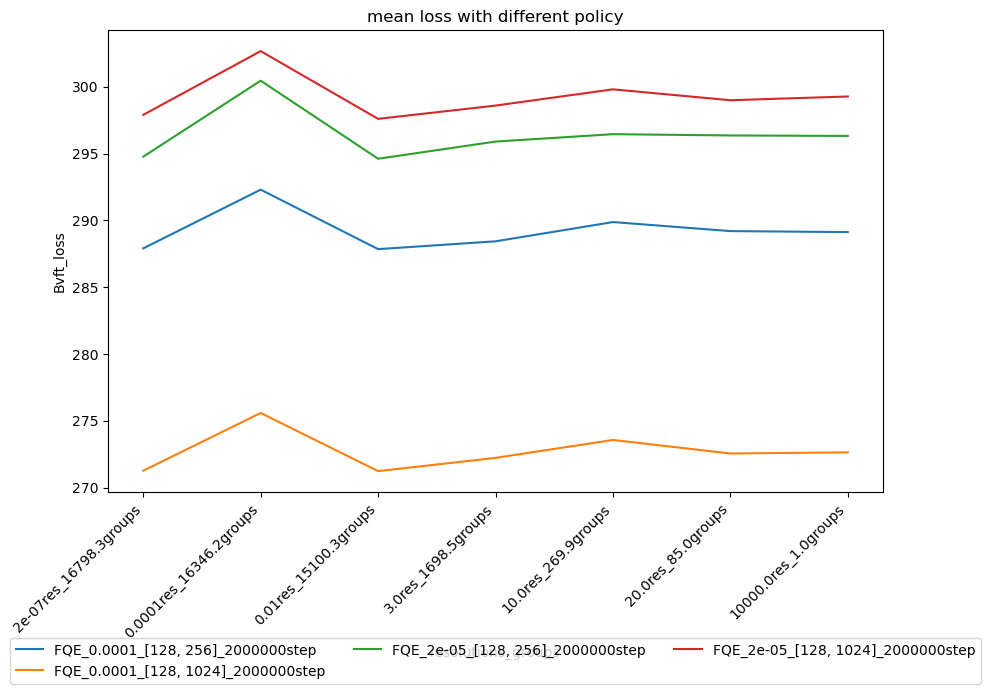 mean loss with different policy
Bvft_loss
300
295
290
285
280
275
270
2e-07res_16798.3groups
0.0001res_16346.2groups
0.01res_15100.3groups
3.0res_1698.5groups
10.0res_269.9groups
20.0res_85.0groups
10000.0res_1.0groups
FQE_0.0001_[128, 256]_2000000step
FQE_0.0001_[128, 1024]_2000000step
FQE_2e-05_[128, 256]_2000000step
FQE_2e-05_[128, 1024]_2000000step